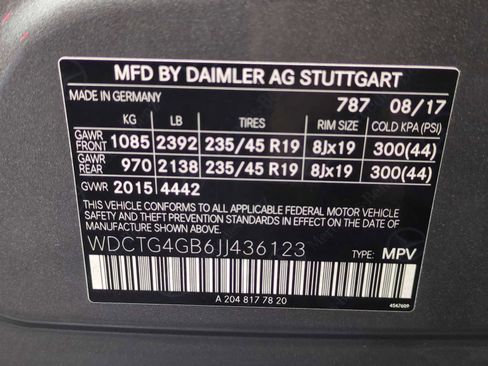 MFD BY DAIMLER AG STUTTGART
MADE IN GERMANY 787 08/17
KG LB TIRES RIM SIZE COLD KPA (PSI)
GAWR FRONT 1085 2392 235/45 R19 8Jx19 300(44)
GAWR REAR 970 2138 235/45 R19 8Jx19 300(44)
GVWR 2015 4442
THIS VEHICLE CONFORMS TO ALL APPLICABLE FEDERAL MOTOR VEHICLE
SAFETY AND THEFT PREVENTION STANDARDS IN EFFECT ON THE DATE
OF MANUFACTURE SHOWN ABOVE.
WDCTG4GB6JJ436123 TYPE: MPV
A 204 817 78 20